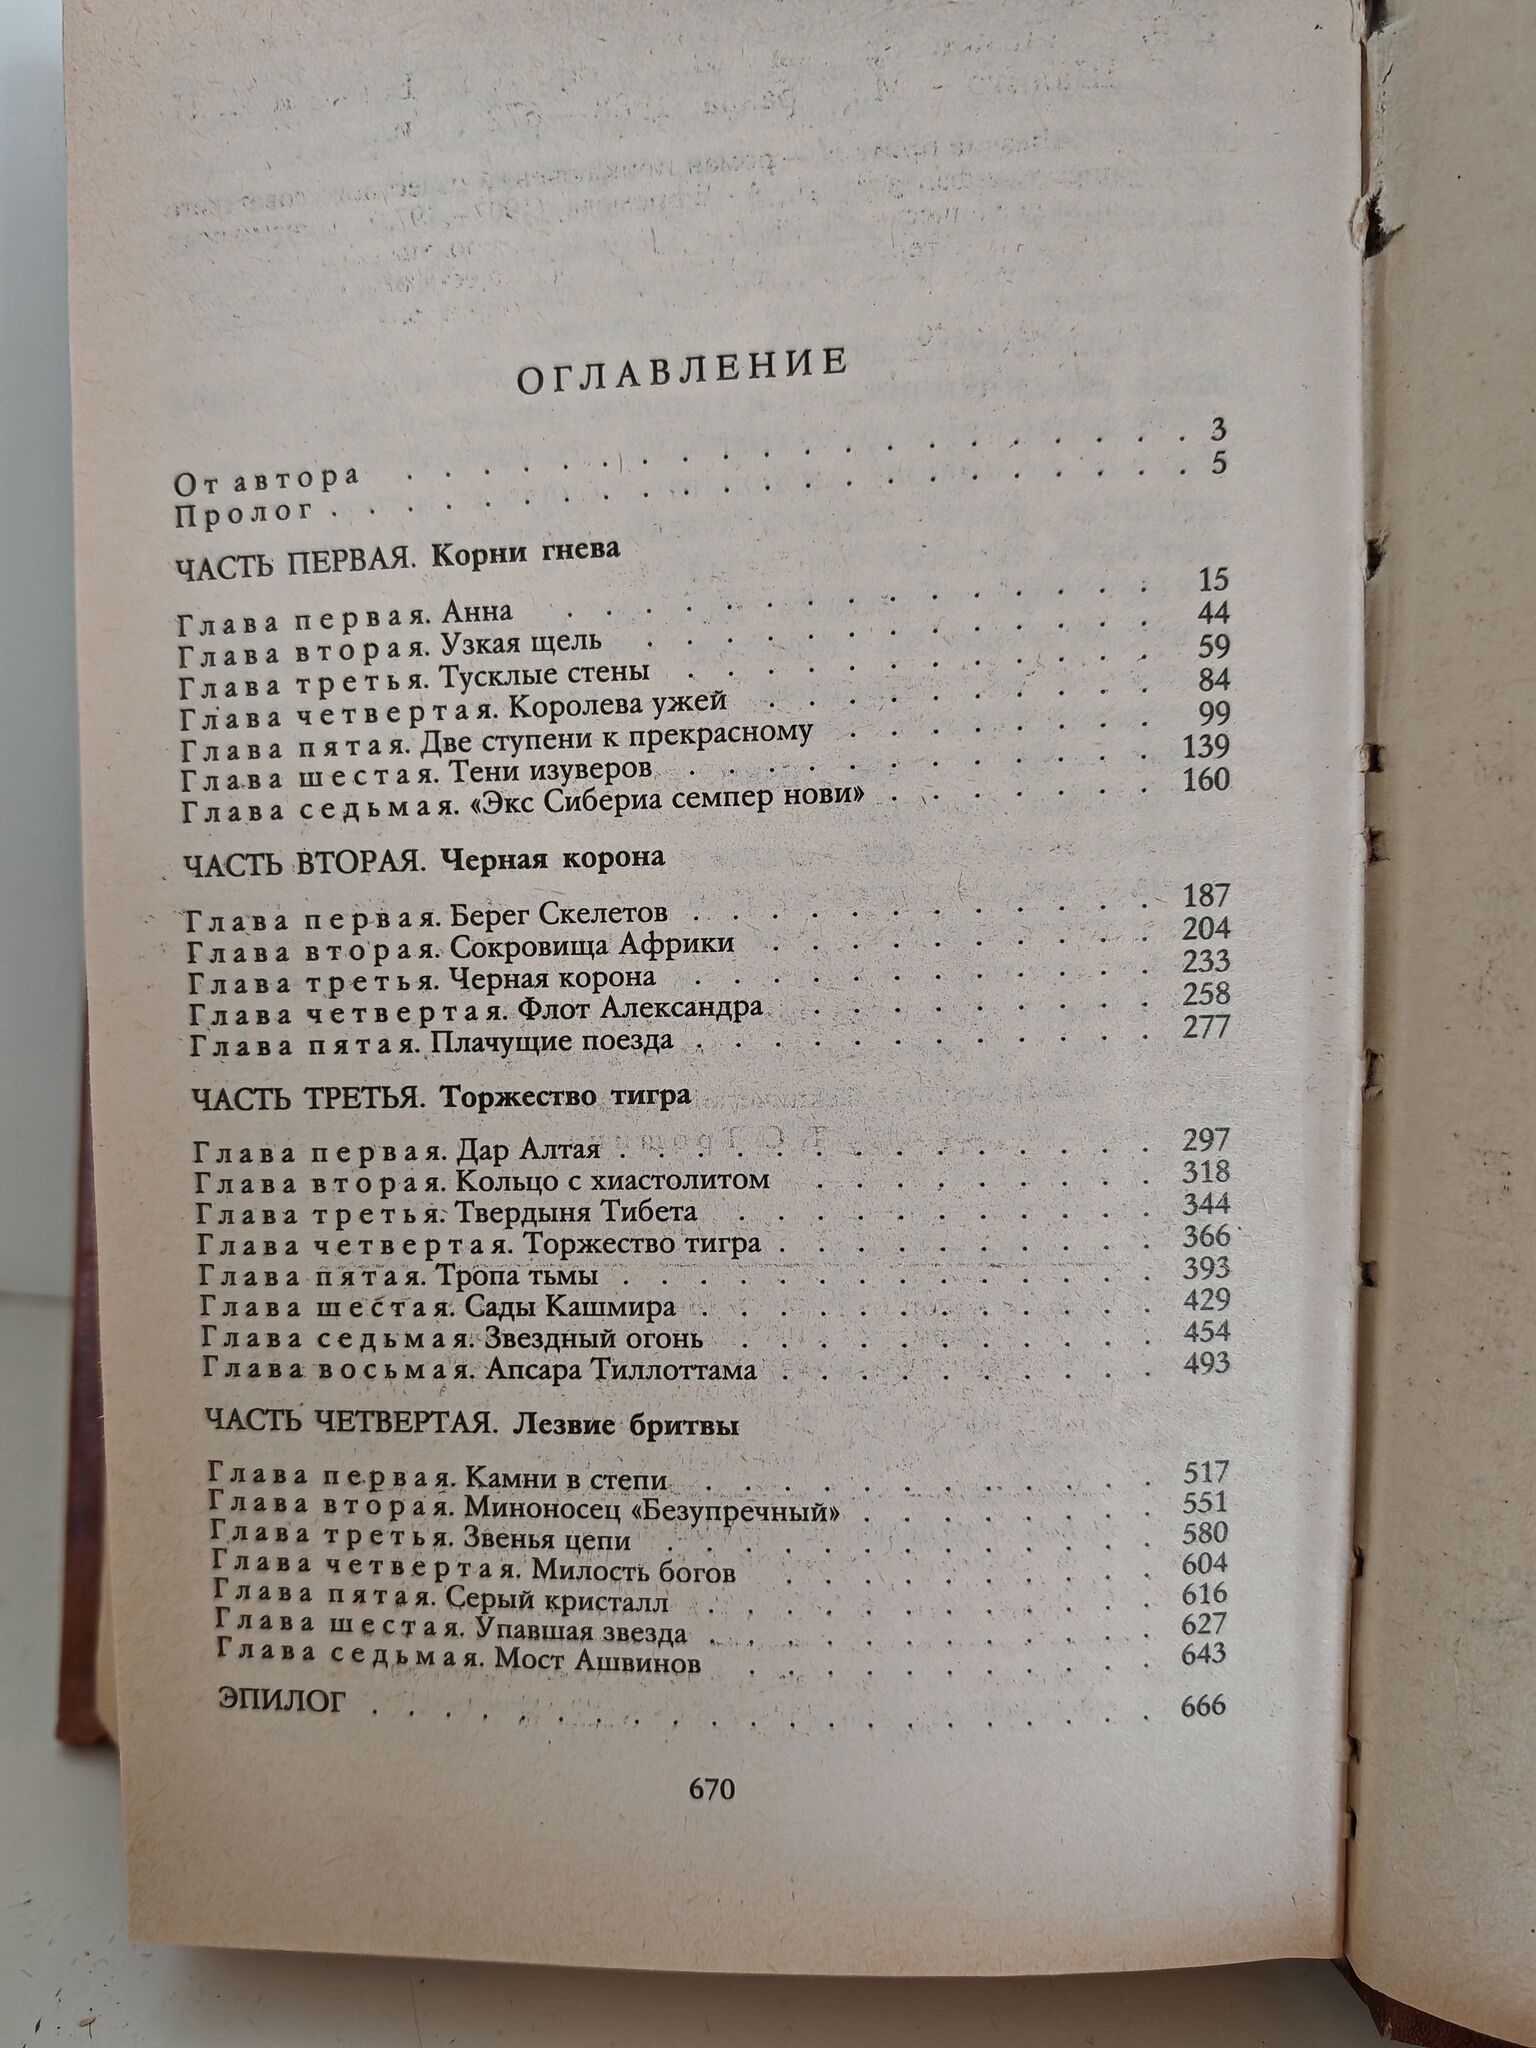 ОГЛАВЛЕНИЕ
От автора . . . . . . . . . . . . . . . . . . . . . 3
Пролог . . . . . . . . . . . . . . . . . . . . . . . 5
ЧАСТЬ ПЕРВАЯ. Корни гнева
Глава первая. Анна . . . . . . . . . . . . . . . 15
Глава вторая. Узкая щель . . . . . . . . . . . . . 44
Глава третья. Тусклые стены . . . . . . . . . . . . 59
Глава четвертая. Королева ужей . . . . . . . . . . 84
Глава пятая. Две ступени к прекрасному . . . . . . . . 99
Глава шестая. Тени изуверов . . . . . . . . . . . . 139
Глава седьмая. «Экс Сибериа семпер нови» . . . . . . . 160
ЧАСТЬ ВТОРАЯ. Черная корона
Глава первая. Берег Скелетов . . . . . . . . . . . . 187
Глава вторая. Сокровища Африки . . . . . . . . . . 204
Глава третья. Черная корона . . . . . . . . . . . . 233
Глава четвертая. Флот Александра . . . . . . . . . 258
Глава пятая. Плачущие поезда . . . . . . . . . . . . 277
ЧАСТЬ ТРЕТЬЯ. Торжество тигра
Глава первая. Дар Алтая . . . . . . . . . . . . . . 297
Глава вторая. Кольцо с хиастолитом . . . . . . . . . 318
Глава третья. Твердыня Тибета . . . . . . . . . . . 344
Глава четвертая. Торжество тигра . . . . . . . . . . 366
Глава пятая. Тропа тьмы . . . . . . . . . . . . . . 393
Глава шестая. Сады Кашмира . . . . . . . . . . . . 429
Глава седьмая. Звездный огонь . . . . . . . . . . . 454
Глава восьмая. Апсара Тиллоттама . . . . . . . . . . 493
ЧАСТЬ ЧЕТВЕРТАЯ. Лезвие бритвы
Глава первая. Камни в степи . . . . . . . . . . . . 517
Глава вторая. Миноносец «Безупречный» . . . . . . . . 551
Глава третья. Звенья цепи . . . . . . . . . . . . . 580
Глава четвертая. Милость богов . . . . . . . . . . 604
Глава пятая. Серый кристалл . . . . . . . . . . . . 616
Глава шестая. Упавшая звезда . . . . . . . . . . . . 627
Глава седьмая. Мост Ашвинов . . . . . . . . . . . 643
ЭПИЛОГ . . . . . . . . . . . . . . . . . . . . . 666
670